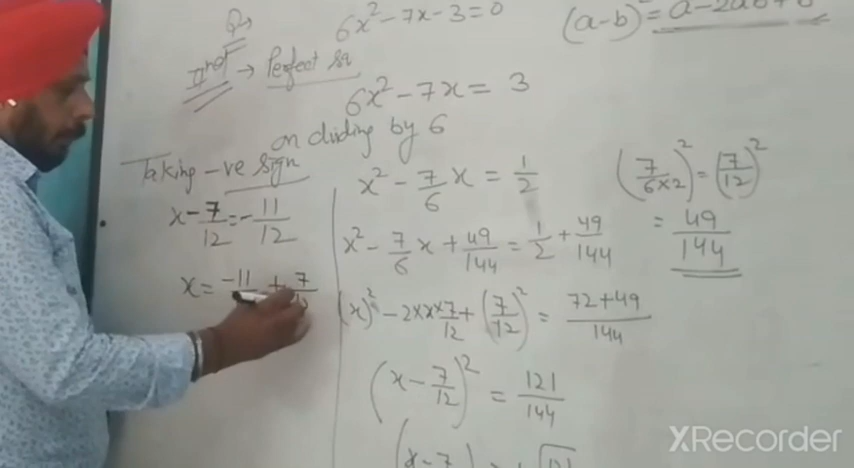 Q→
6x² - 7x - 3 = 0
(a-b)² = a - 2ab + b
IInd → Perfect sq
6x² - 7x = 3
on dividing by 6
x² - 7/6 x = 1/2
(7/6×2)² = (7/12)²
= 49/144
x² - 7/6 x + 49/144 = 1/2 + 49/144
(x)² - 2×x×7/12 + (7/12)² = 72+49/144
(x - 7/12)² = 121/144
(x - 7
Taking -ve sign
x - 7/12 = -11/12
x = -11 + 7
XRecorder